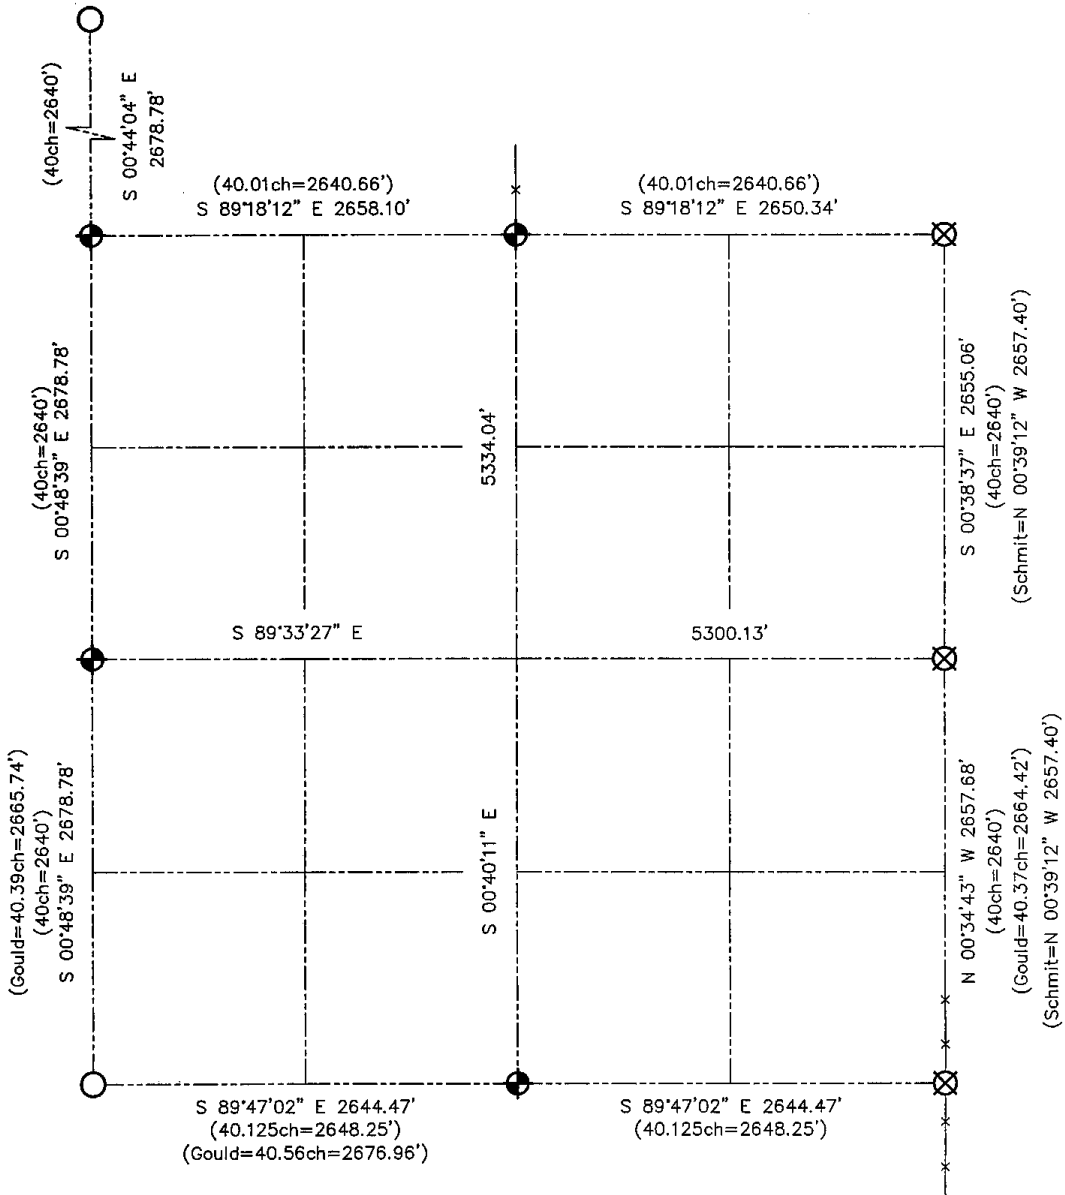 (40ch=2640')
S 00°44'04" E
2678.78'
(40.01ch=2640.66')
S 89°18'12" E 2658.10'
(40.01ch=2640.66')
S 89°18'12" E 2650.34'
(40ch=2640')
S 00°48'39" E 2678.78'
5334.04'
S 00°38'37" E 2655.06'
(40ch=2640')
(Schmit=N 00°39'12" W 2657.40')
S 89°33'27" E
5300.13'
(Gould=40.39ch=2665.74')
(40ch=2640')
S 00°48'39" E 2678.78'
S 00°40'11" E
N 00°34'43" W 2657.68'
(40ch=2640')
(Gould=40.37ch=2664.42')
(Schmit=N 00°39'12" W 2657.40')
S 89°47'02" E 2644.47'
(40.125ch=2648.25')
(Gould=40.56ch=2676.96')
S 89°47'02" E 2644.47'
(40.125ch=2648.25')